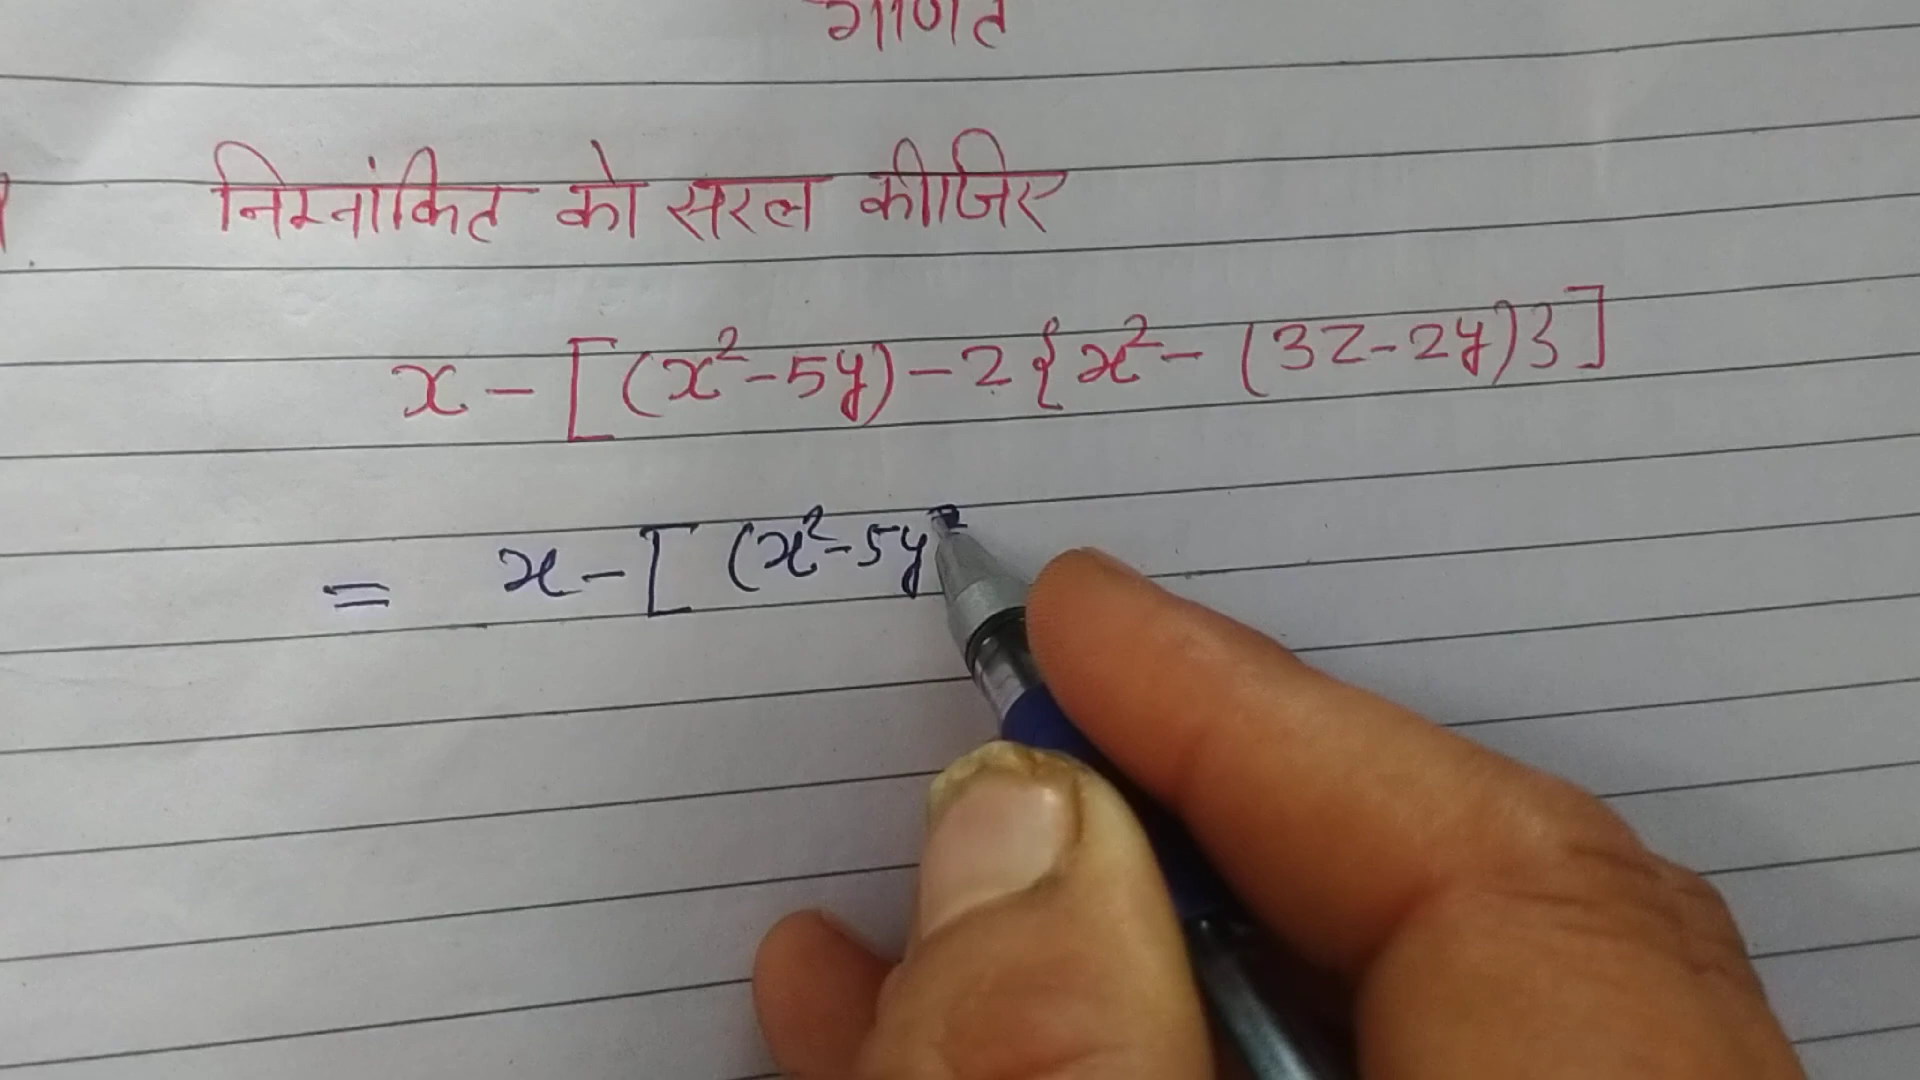 गणित
निम्नांकित को सरल कीजिए
x - [(x² - 5y) - 2{x² - (3z - 2y)}]
= x - [(x² - 5y